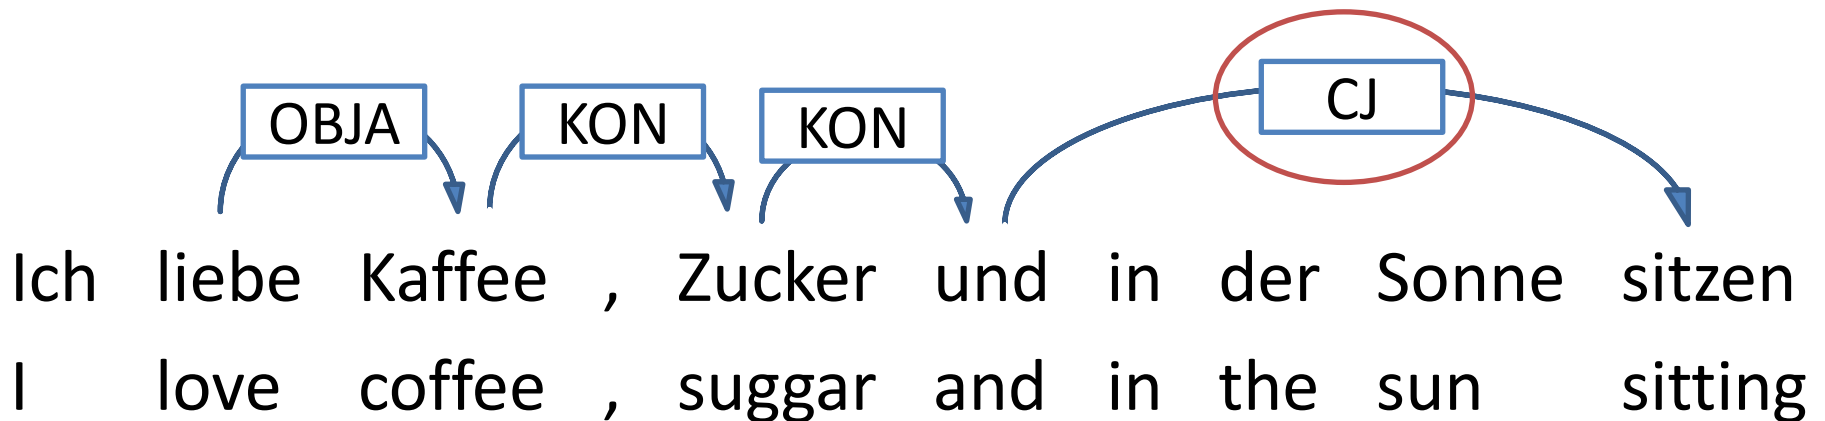 OBJA KON KON CJ
Ich liebe Kaffee , Zucker und in der Sonne sitzen
I love coffee , suggar and in the sun sitting